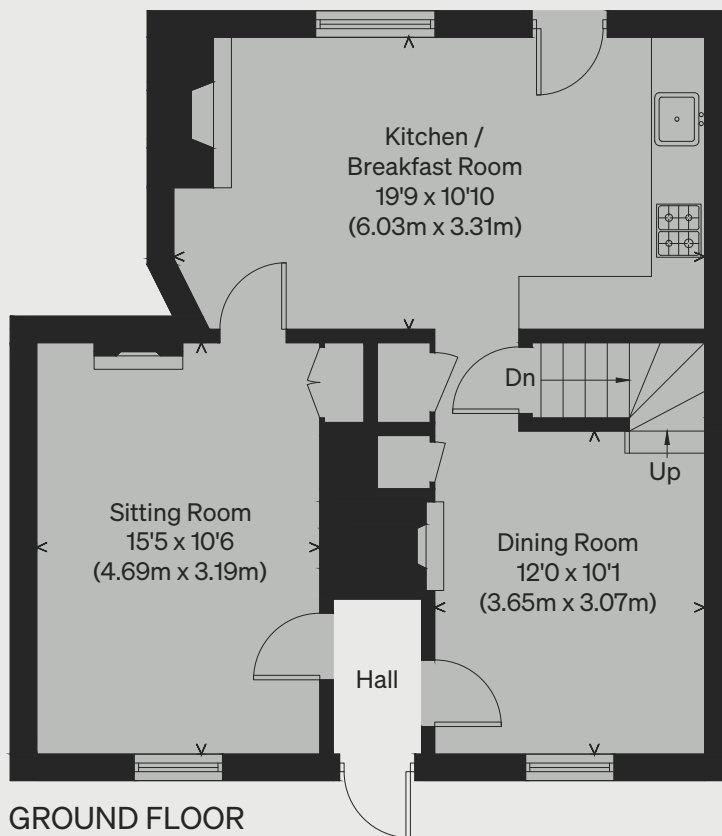 Kitchen /
Breakfast Room
19'9 x 10'10
(6.03m x 3.31m)
Dn
Up
Sitting Room
15'5 x 10'6
(4.69m x 3.19m)
Dining Room
12'0 x 10'1
(3.65m x 3.07m)
Hall
GROUND FLOOR